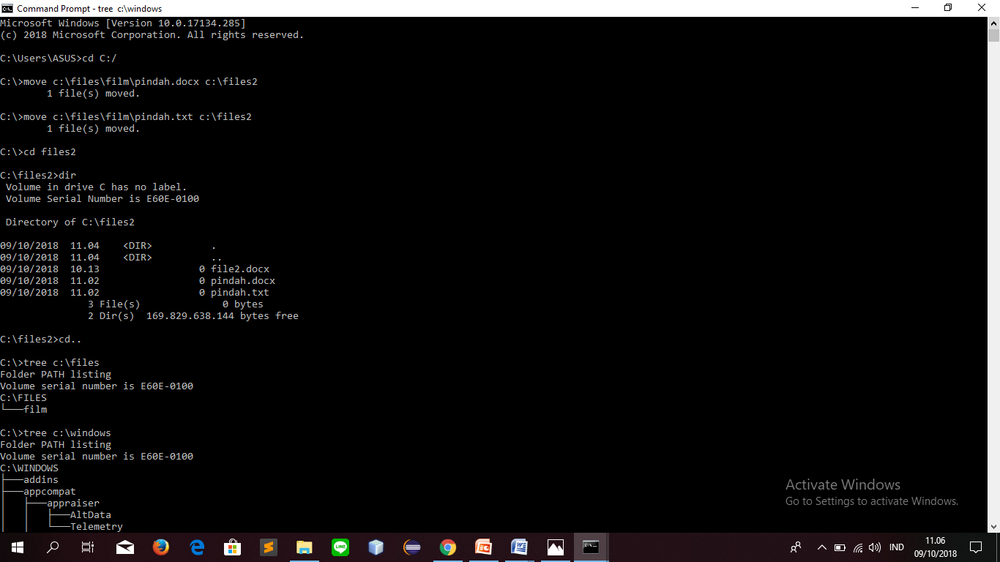 Command Prompt - tree  c:\windows
Microsoft Windows [Version 10.0.17134.285]
(c) 2018 Microsoft Corporation. All rights reserved.
C:\Users\ASUS>cd C:/
C:\>move c:\files\film\pindah.docx c:\files2
        1 file(s) moved.
C:\>move c:\files\film\pindah.txt c:\files2
        1 file(s) moved.
C:\>cd files2
C:\files2>dir
 Volume in drive C has no label.
 Volume Serial Number is E60E-0100
 Directory of C:\files2
09/10/2018  11.04    <DIR>          .
09/10/2018  11.04    <DIR>          ..
09/10/2018  10.13                 0 file2.docx
09/10/2018  11.02                 0 pindah.docx
09/10/2018  11.02                 0 pindah.txt
               3 File(s)              0 bytes
               2 Dir(s)  169.829.638.144 bytes free
C:\files2>cd..
C:\>tree c:\files
Folder PATH listing
Volume serial number is E60E-0100
C:\FILES
└───film
C:\>tree c:\windows
Folder PATH listing
Volume serial number is E60E-0100
C:\WINDOWS
├───addins
├───appcompat
│   ├───appraiser
│   │   ├───AltData
│   │   └───Telemetry
Activate Windows
Go to Settings to activate Windows.
LINE
IND
11.06
09/10/2018